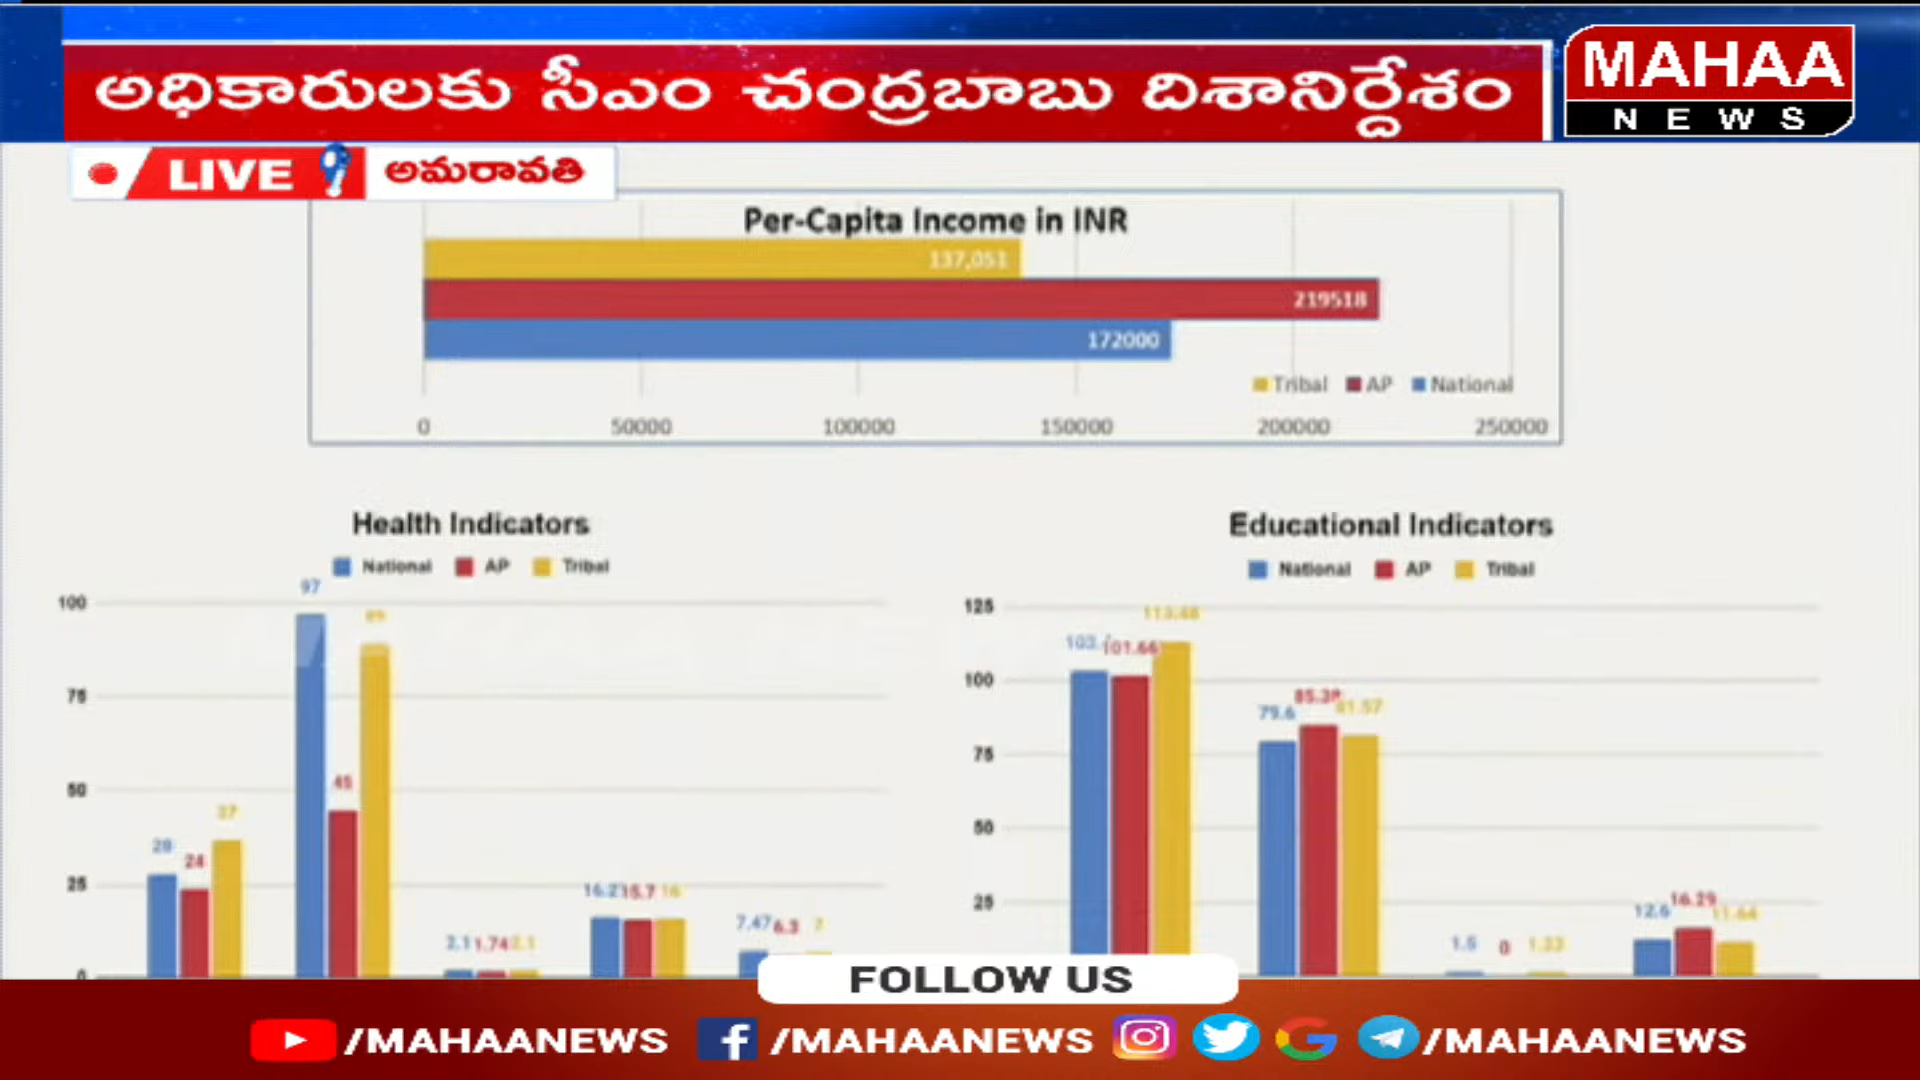 అధికారులకు సీఎం చంద్రబాబు దిశానిర్దేశం
MAHAA
NEWS
LIVE
అమరావతి
Per-Capita Income in INR
137,051
219518
172000
Tribal AP National
0 50000 100000 150000 200000 250000
Health Indicators
National AP Tribal
100
75
50
25
0
97
89
45
28
24
37
2.1 1.74 2.1
16.2 15.7 16
7.47 6.3 7
Educational Indicators
National AP Tribal
125
100
75
50
25
101.66
113.48
79.6
81.57
1.5 0 1.33
12.6 16.29 11.64
FOLLOW US
/MAHAANEWS /MAHAANEWS /MAHAANEWS